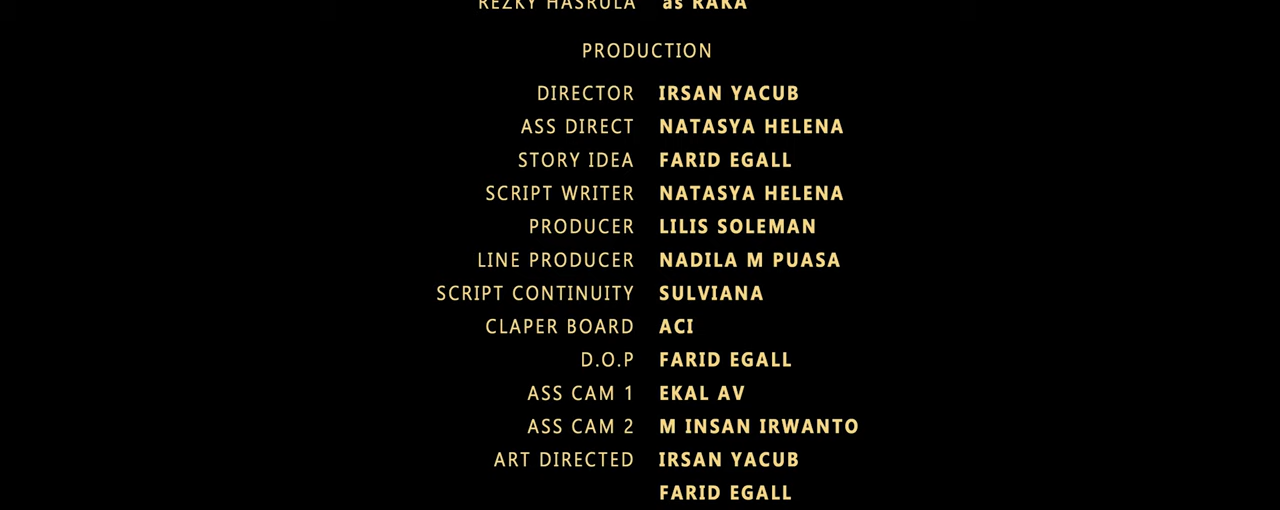 REZKY HASRULA as RAKA
PRODUCTION
DIRECTOR IRSAN YACUB
ASS DIRECT NATASYA HELENA
STORY IDEA FARID EGALL
SCRIPT WRITER NATASYA HELENA
PRODUCER LILIS SOLEMAN
LINE PRODUCER NADILA M PUASA
SCRIPT CONTINUITY SULVIANA
CLAPER BOARD ACI
D.O.P FARID EGALL
ASS CAM 1 EKAL AV
ASS CAM 2 M INSAN IRWANTO
ART DIRECTED IRSAN YACUB
FARID EGALL